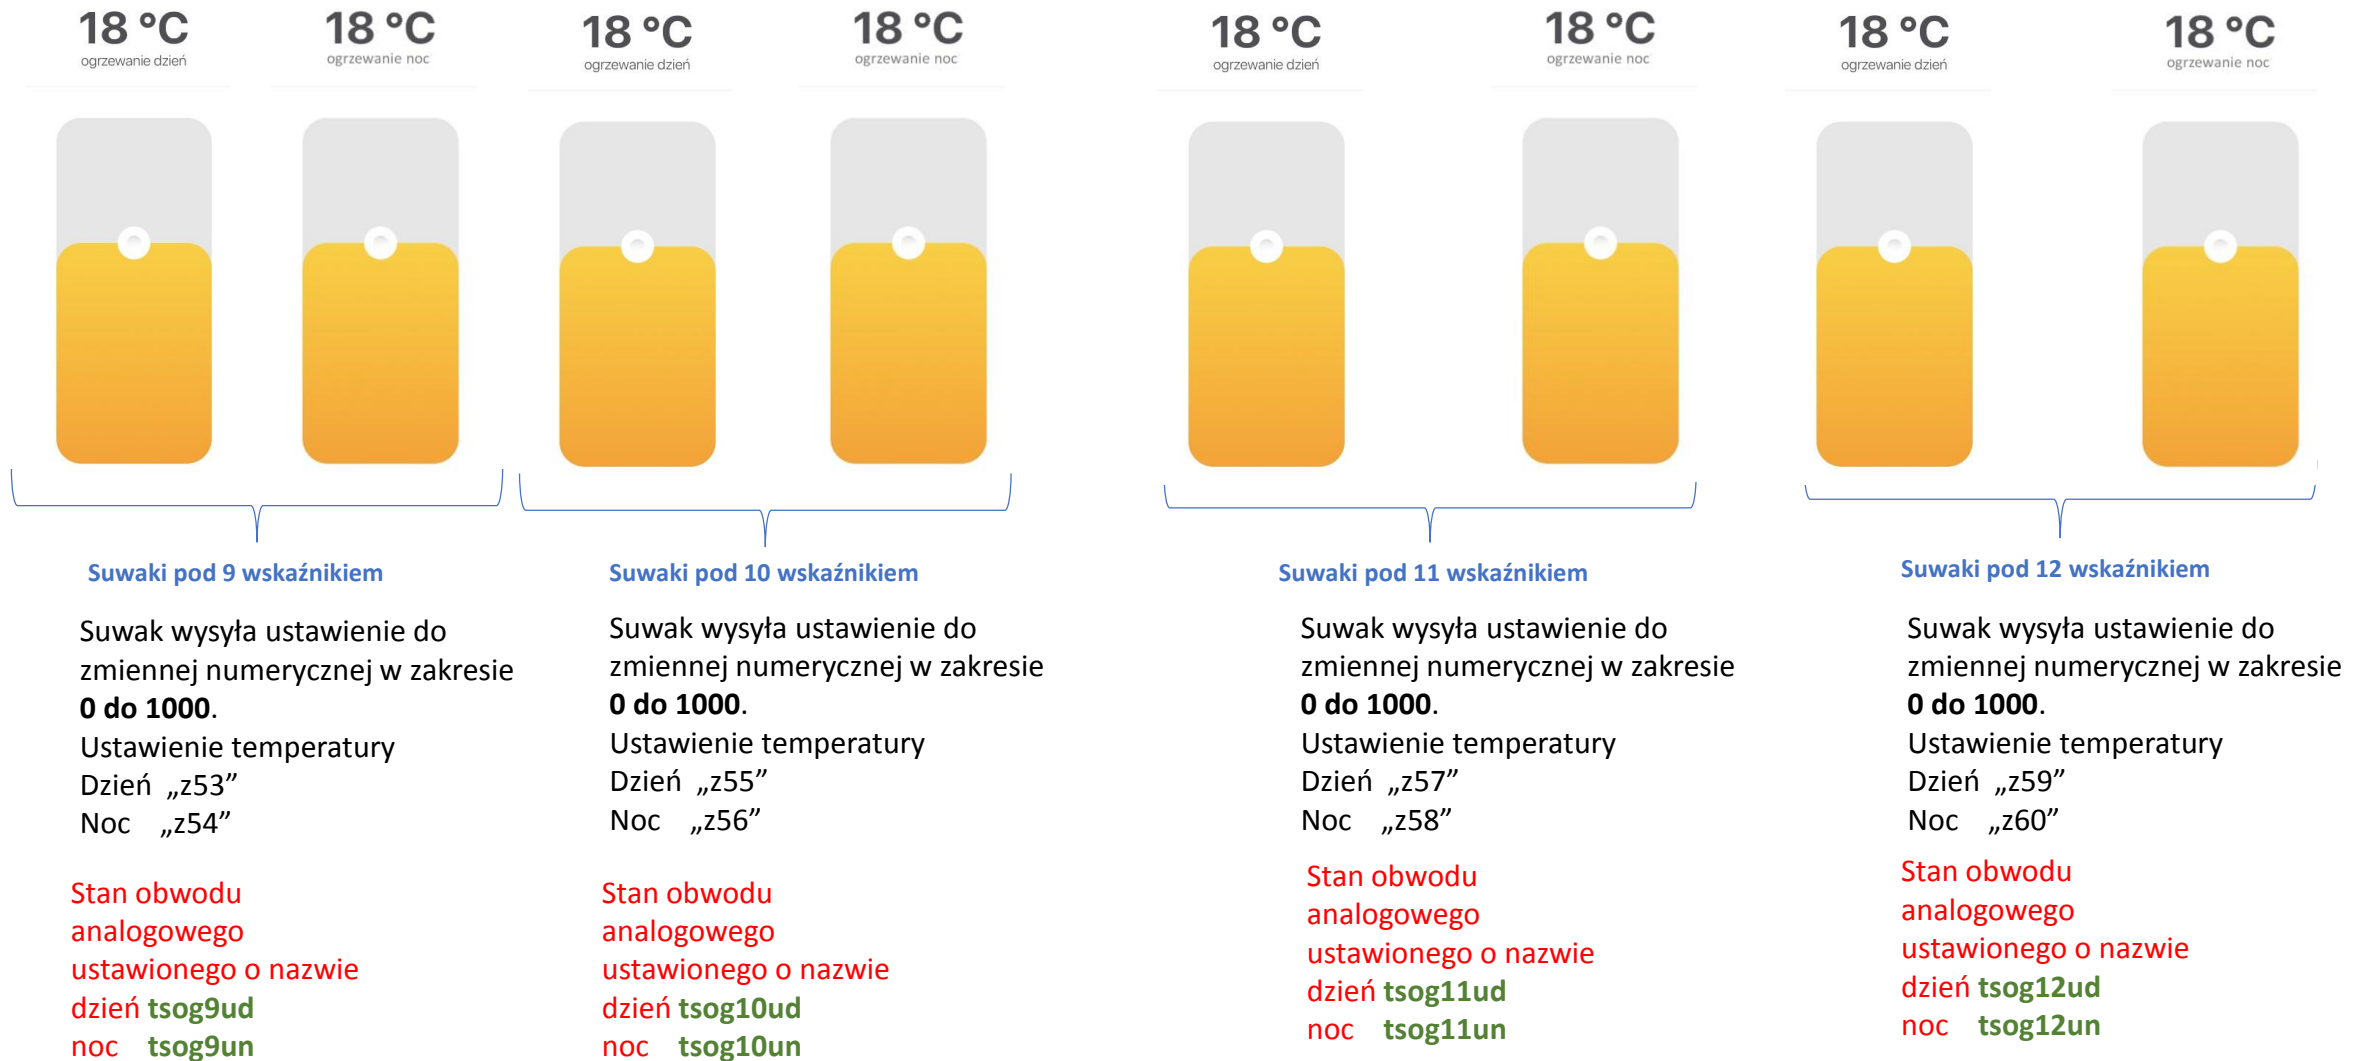 18 °C
ogrzewanie dzień
18 °C
ogrzewanie noc
18 °C
ogrzewanie dzień
18 °C
ogrzewanie noc
18 °C
ogrzewanie dzień
18 °C
ogrzewanie noc
18 °C
ogrzewanie dzień
18 °C
ogrzewanie noc
Suwaki pod 9 wskaźnikiem
Suwak wysyła ustawienie do
zmiennej numerycznej w zakresie
0 do 1000.
Ustawienie temperatury
Dzień „z53”
Noc „z54”
Stan obwodu
analogowego
ustawionego o nazwie
dzień tsog9ud
noc tsog9un
Suwaki pod 10 wskaźnikiem
Suwak wysyła ustawienie do
zmiennej numerycznej w zakresie
0 do 1000.
Ustawienie temperatury
Dzień „z55”
Noc „z56”
Stan obwodu
analogowego
ustawionego o nazwie
dzień tsog10ud
noc tsog10un
Suwaki pod 11 wskaźnikiem
Suwak wysyła ustawienie do
zmiennej numerycznej w zakresie
0 do 1000.
Ustawienie temperatury
Dzień „z57”
Noc „z58”
Stan obwodu
analogowego
ustawionego o nazwie
dzień tsog11ud
noc tsog11un
Suwaki pod 12 wskaźnikiem
Suwak wysyła ustawienie do
zmiennej numerycznej w zakresie
0 do 1000.
Ustawienie temperatury
Dzień „z59”
Noc „z60”
Stan obwodu
analogowego
ustawionego o nazwie
dzień tsog12ud
noc tsog12un